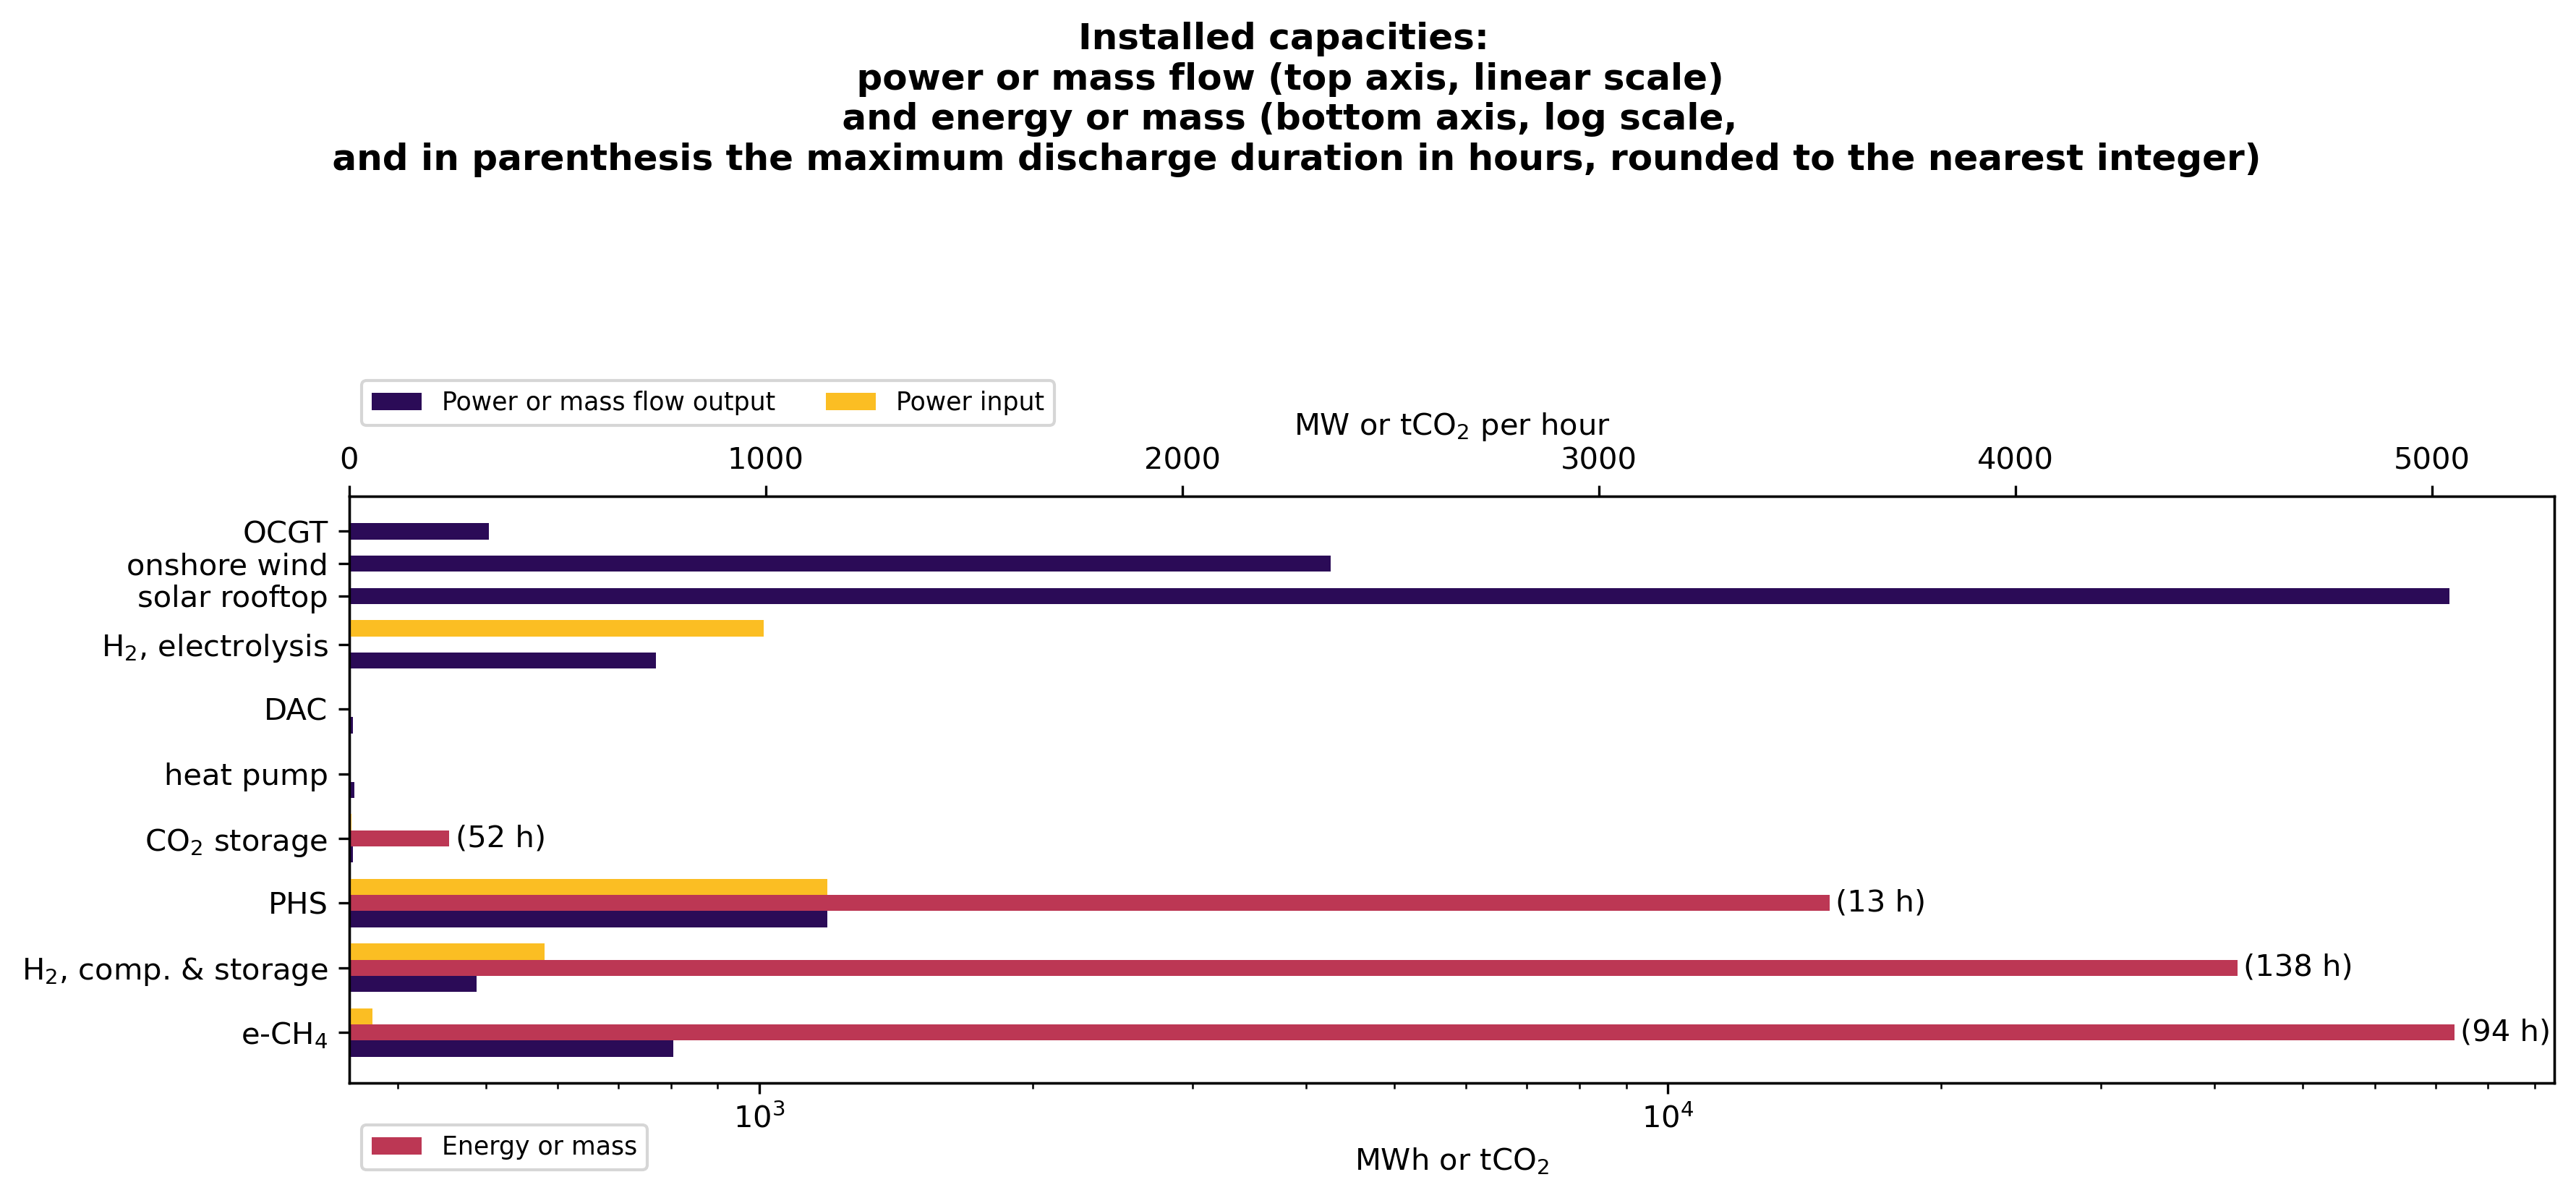 Installed capacities:
power or mass flow (top axis, linear scale)
and energy or mass (bottom axis, log scale,
and in parenthesis the maximum discharge duration in hours, rounded to the nearest integer)
Power or mass flow output Power input
MW or tCO₂ per hour
0 1000 2000 3000 4000 5000
OCGT
onshore wind
solar rooftop
H₂, electrolysis
DAC
heat pump
CO₂ storage (52 h)
PHS (13 h)
H₂, comp. & storage (138 h)
e-CH₄ (94 h)
10³ 10⁴
Energy or mass
MWh or tCO₂